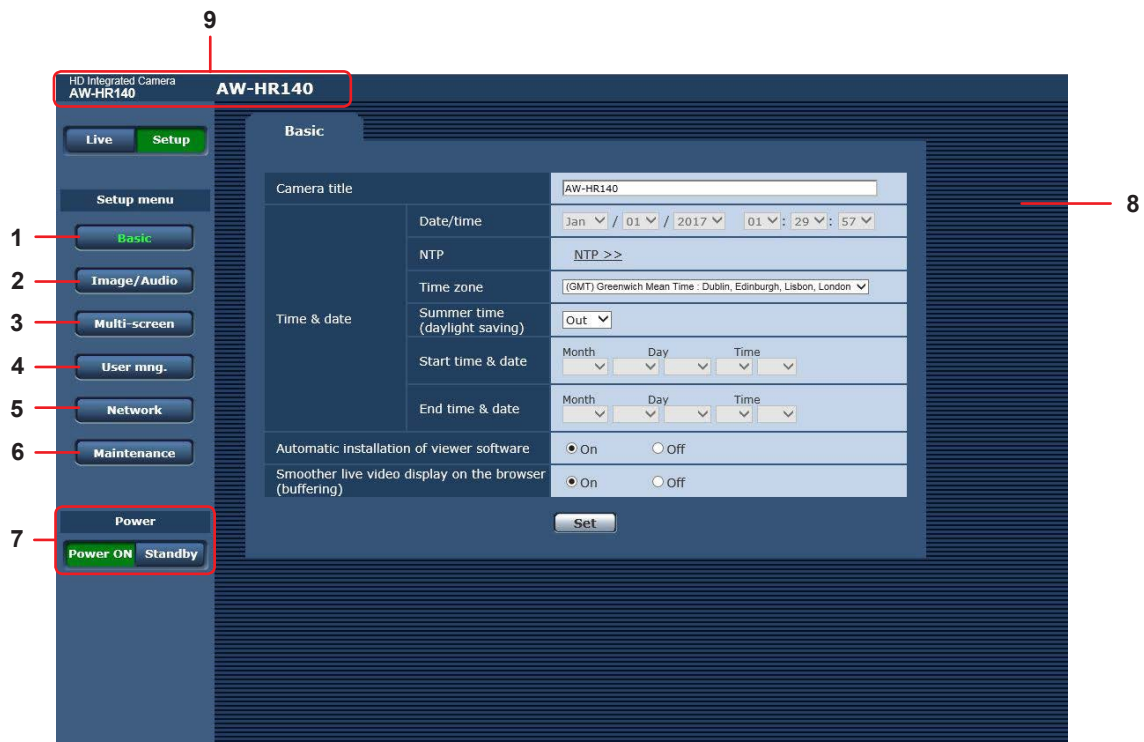 9
HD Integrated Camera
AW-HR140
AW-HR140
Live Setup
Basic
Setup menu
1
Basic
2
Image/Audio
3
Multi-screen
4
User mng.
5
Network
6
Maintenance
7
Power
Power ON Standby
8
Camera title AW-HR140
Time & date
Date/time Jan / 01 / 2017 01 : 29 : 57
NTP NTP >>
Time zone (GMT) Greenwich Mean Time : Dublin, Edinburgh, Lisbon, London
Summer time
(daylight saving) Out
Start time & date Month Day Time
End time & date Month Day Time
Automatic installation of viewer software On Off
Smoother live video display on the browser
(buffering) On Off
Set